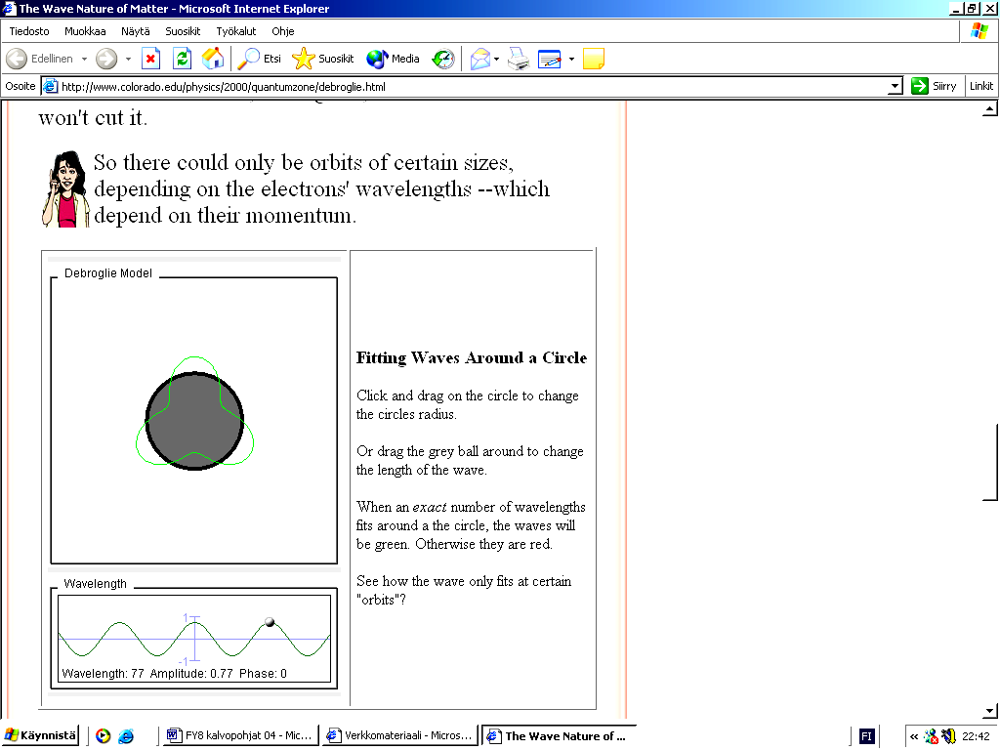 The Wave Nature of Matter - Microsoft Internet Explorer
Tiedosto Muokkaa Näytä Suosikit Työkalut Ohje
Edellinen Etsi Suosikit Media
Osoite http://www.colorado.edu/physics/2000/quantumzone/debroglie.html Siirry Linkit
won't cut it.
So there could only be orbits of certain sizes,
depending on the electrons' wavelengths --which
depend on their momentum.
Debroglie Model
Fitting Waves Around a Circle
Click and drag on the circle to change
the circles radius.
Or drag the grey ball around to change
the length of the wave.
When an exact number of wavelengths
fits around a the circle, the waves will
be green. Otherwise they are red.
See how the wave only fits at certain
"orbits"?
Wavelength
1
-1
Wavelength: 77 Amplitude: 0.77 Phase: 0
Käynnistä FY8 kalvopohjat 04 - Mic... Verkkomateriaali - Micros... The Wave Nature of ... FI « 22:42